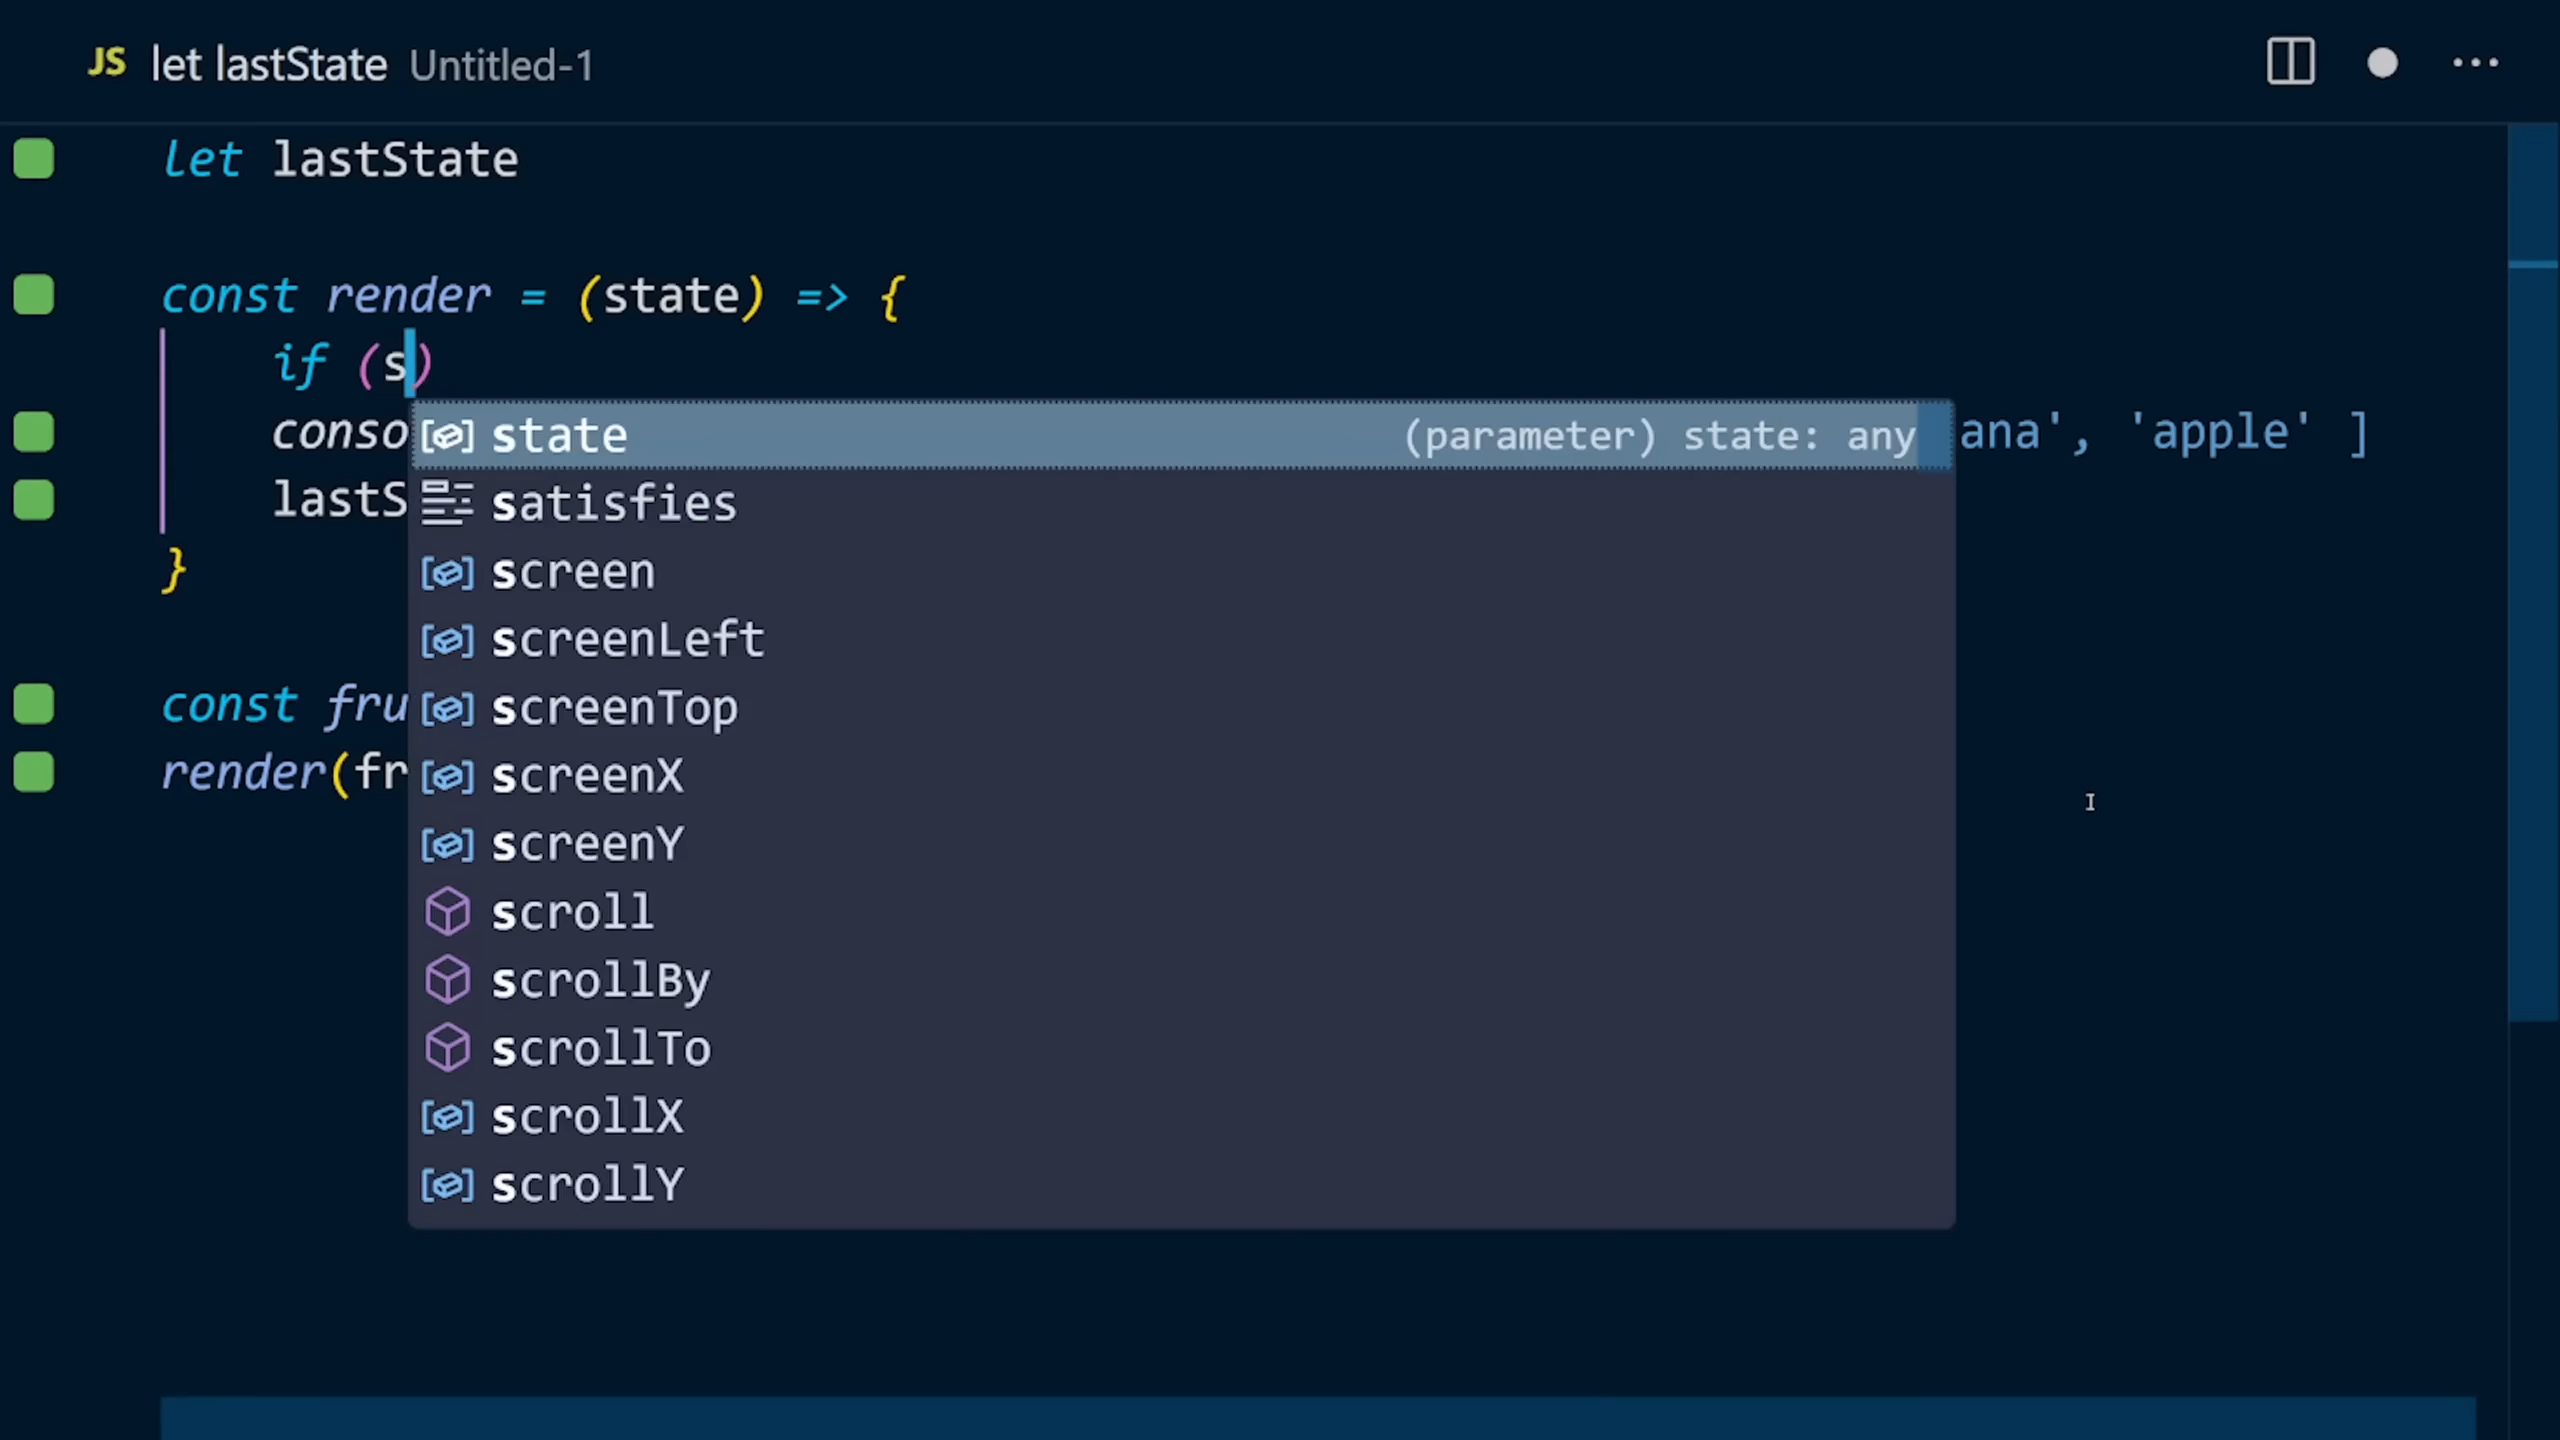 JS let lastState Untitled-1
let lastState
const render = (state) => {
if (s)
conso
state (parameter) state: any
ana', 'apple' ]
lastS
satisfies
screen
}
screenLeft
const fru
screenTop
render(fr
screenX
screenY
scroll
scrollBy
scrollTo
scrollX
scrollY